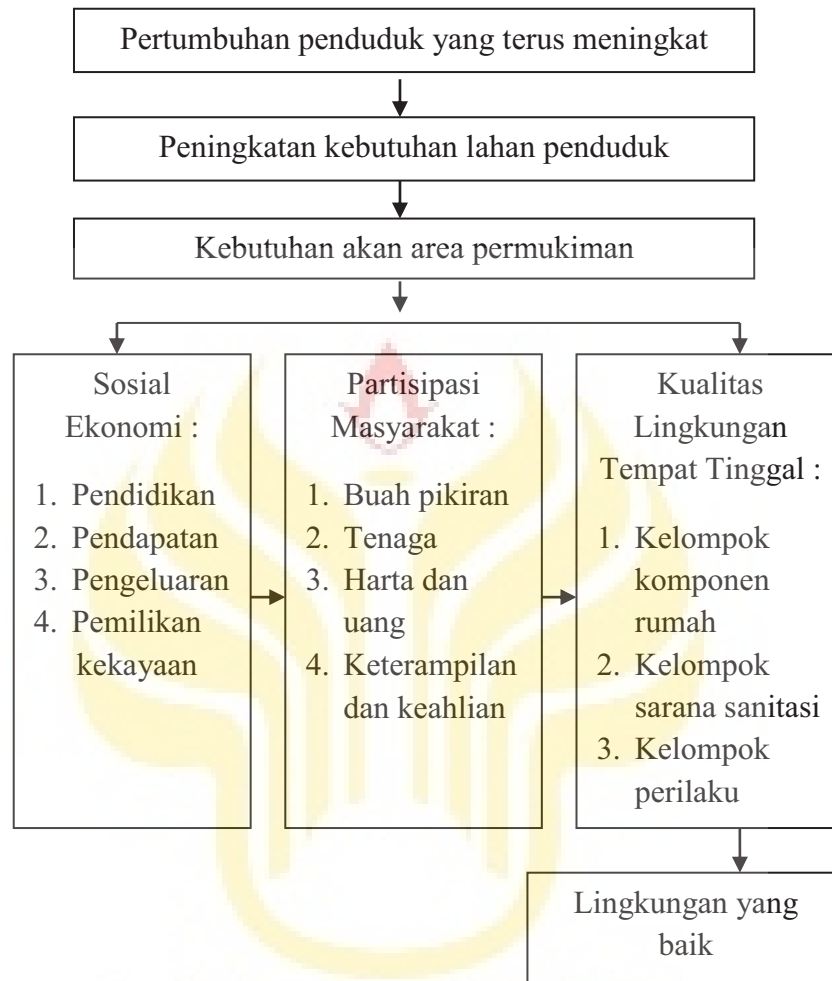 Pertumbuhan penduduk yang terus meningkat
Peningkatan kebutuhan lahan penduduk
Kebutuhan akan area permukiman
Sosial
Ekonomi :
1. Pendidikan
2. Pendapatan
3. Pengeluaran
4. Pemilikan
kekayaan
Partisipasi
Masyarakat :
1. Buah pikiran
2. Tenaga
3. Harta dan
uang
4. Keterampilan
dan keahlian
Kualitas
Lingkungan
Tempat Tinggal :
1. Kelompok
komponen
rumah
2. Kelompok
sarana sanitasi
3. Kelompok
perilaku
Lingkungan yang
baik